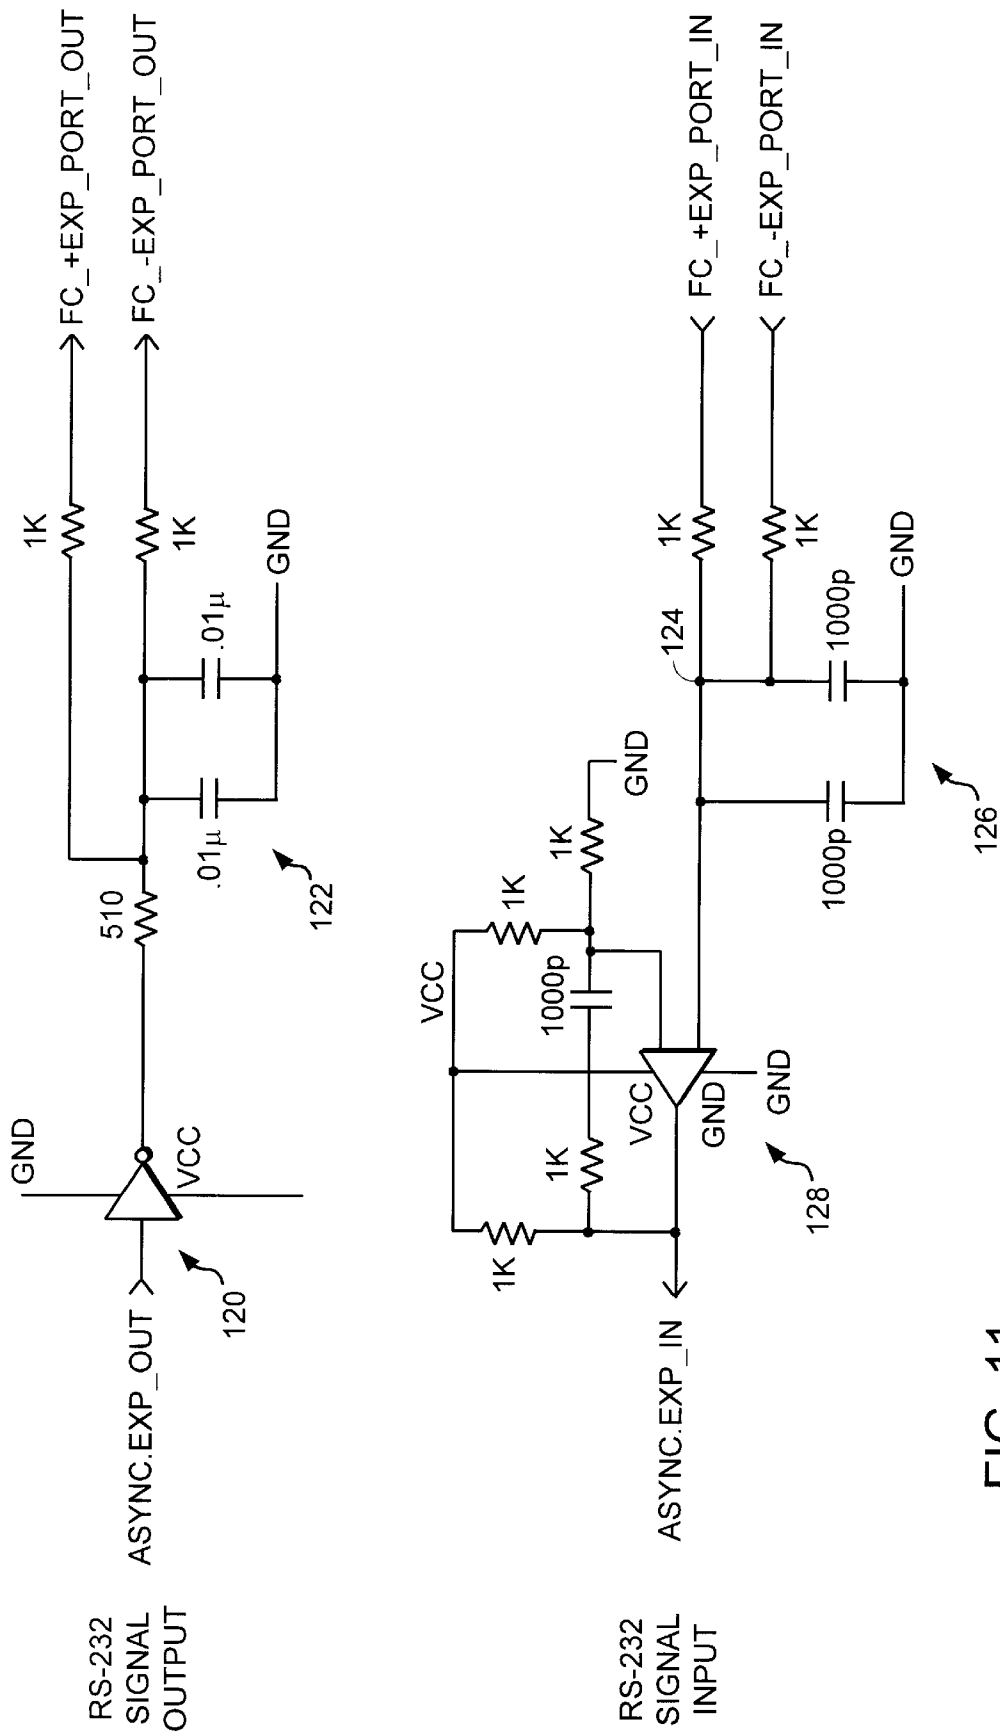 RS-232
SIGNAL
OUTPUT
ASYNC.EXP_OUT
120
GND
VCC
510
.01µ
.01µ
122
GND
1K
1K
FC_+EXP_PORT_OUT
FC_-EXP_PORT_OUT
RS-232
SIGNAL
INPUT
ASYNC.EXP_IN
1K
1K
VCC
VCC
GND
GND
128
1000p
1K
1K
GND
124
1000p
1000p
126
GND
1K
1K
FC_+EXP_PORT_IN
FC_-EXP_PORT_IN
FIG. 11